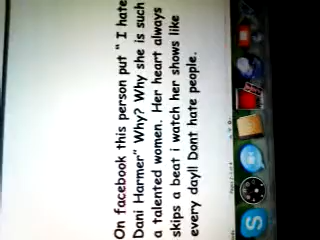 On facebook this person put " I hate
Dani Harmer" Why? Why she is such
a talented women. Her heart always
skips a beat i watch her shows like
every day!! Dont hate people.